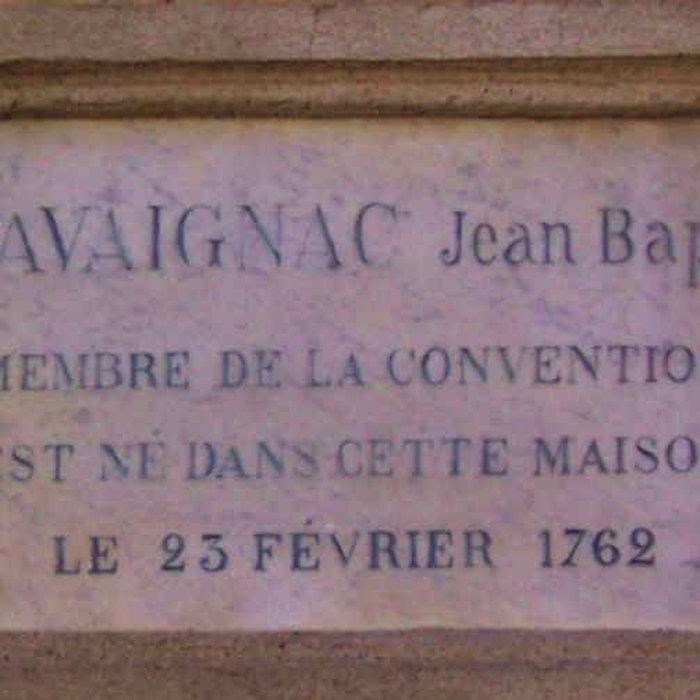 AVAIGNAC Jean Bap
MEMBRE DE LA CONVENTIO
EST NÉ DANS CETTE MAISO
LE 23 FÉVRIER 1762